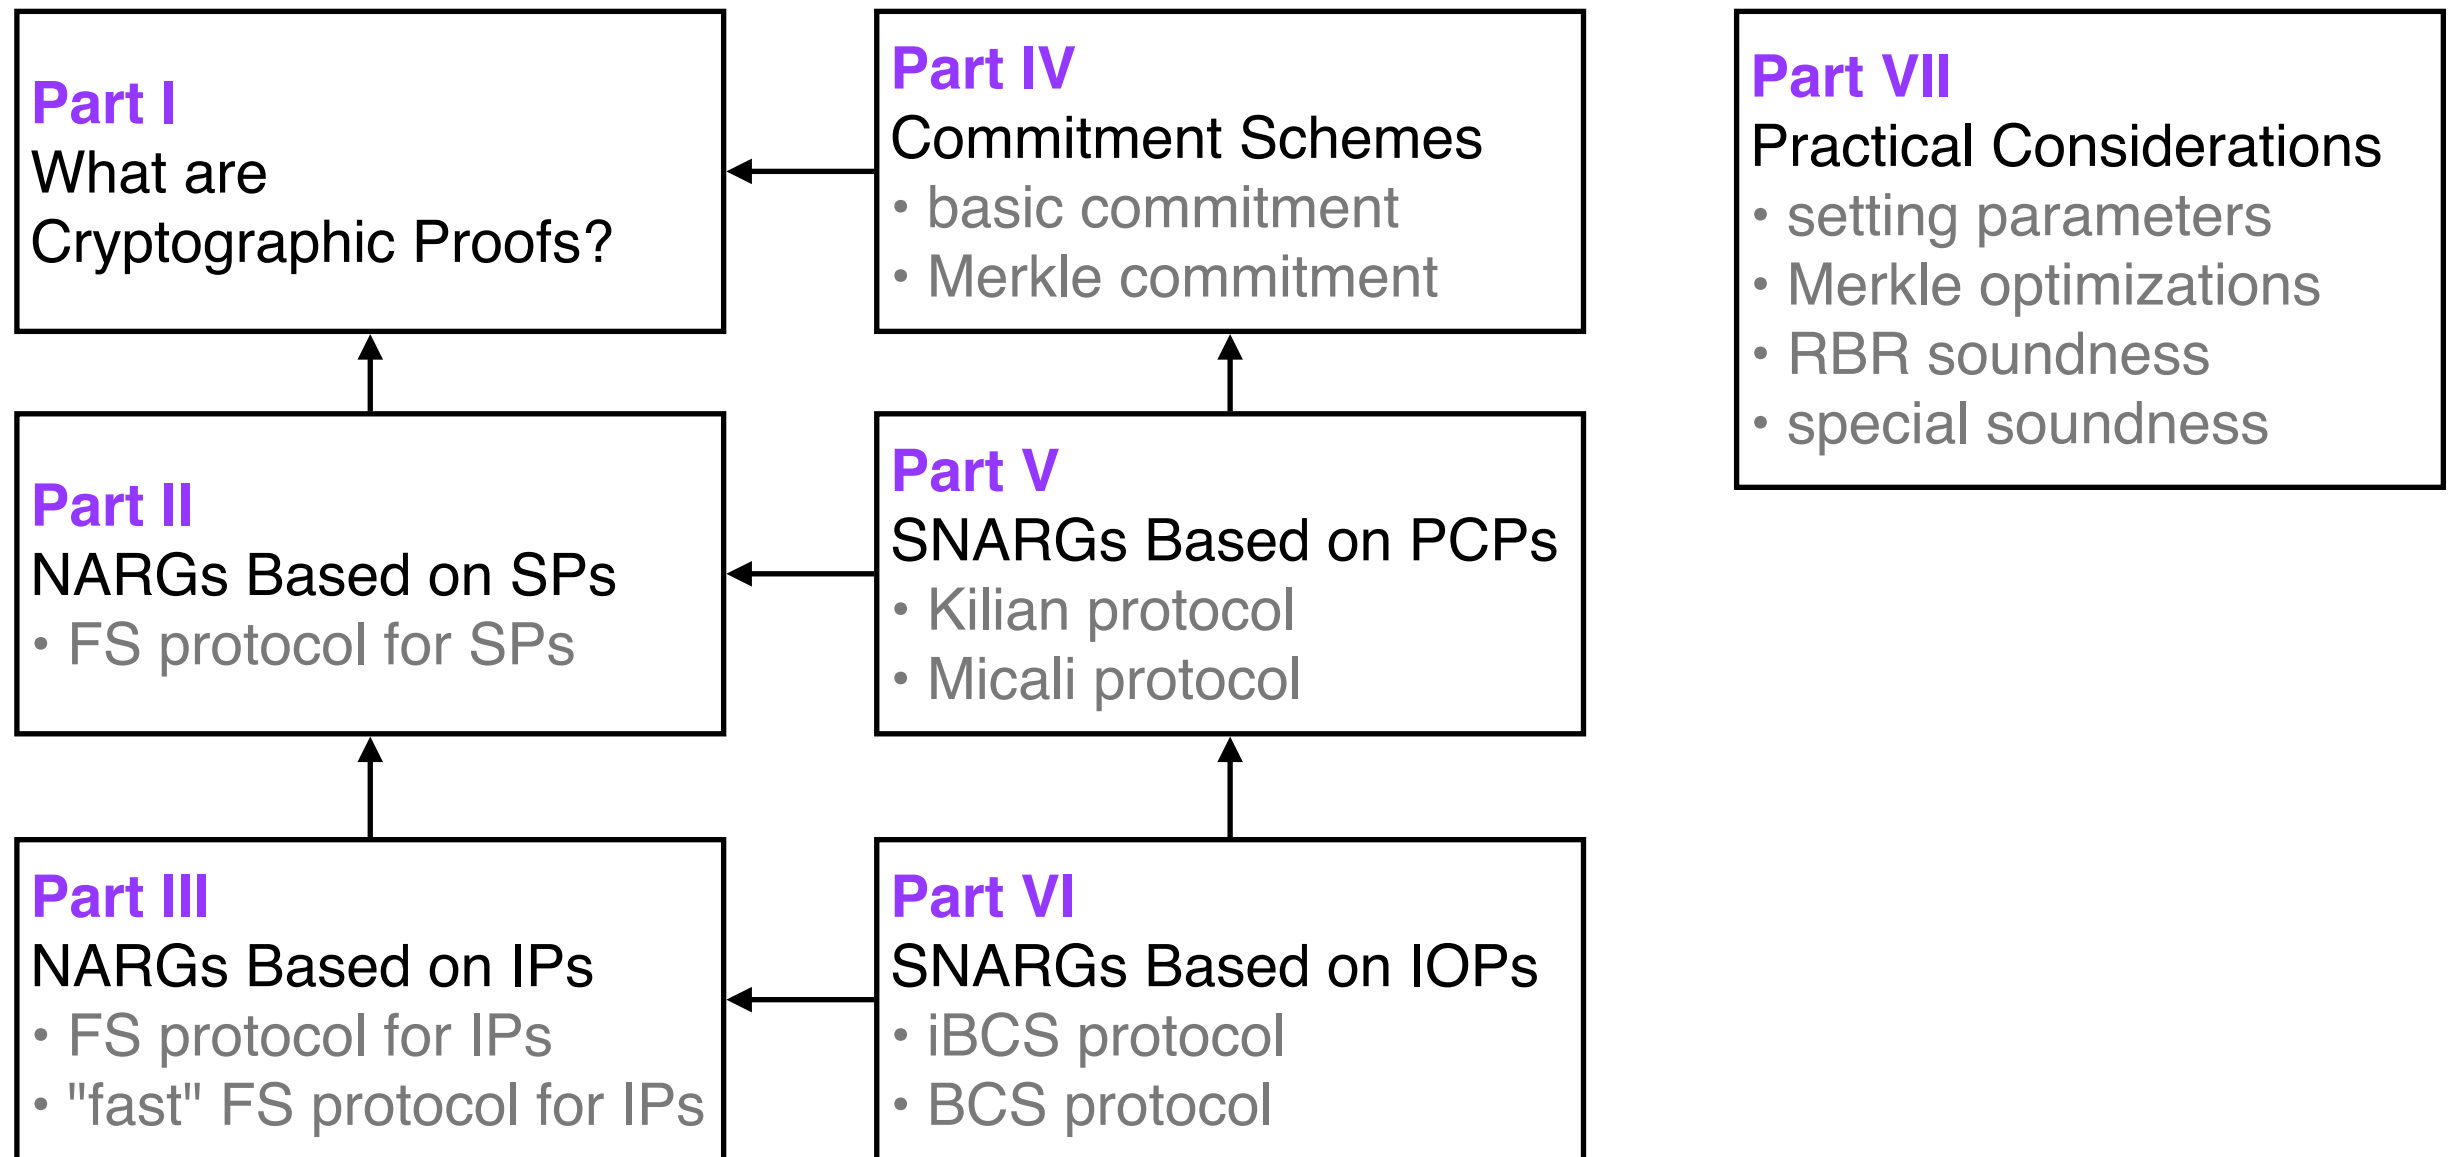 Part I
What are
Cryptographic Proofs?
Part II
NARGs Based on SPs
• FS protocol for SPs
Part III
NARGs Based on IPs
• FS protocol for IPs
• "fast" FS protocol for IPs
Part IV
Commitment Schemes
• basic commitment
• Merkle commitment
Part V
SNARGs Based on PCPs
• Kilian protocol
• Micali protocol
Part VI
SNARGs Based on IOPs
• iBCS protocol
• BCS protocol
Part VII
Practical Considerations
• setting parameters
• Merkle optimizations
• RBR soundness
• special soundness